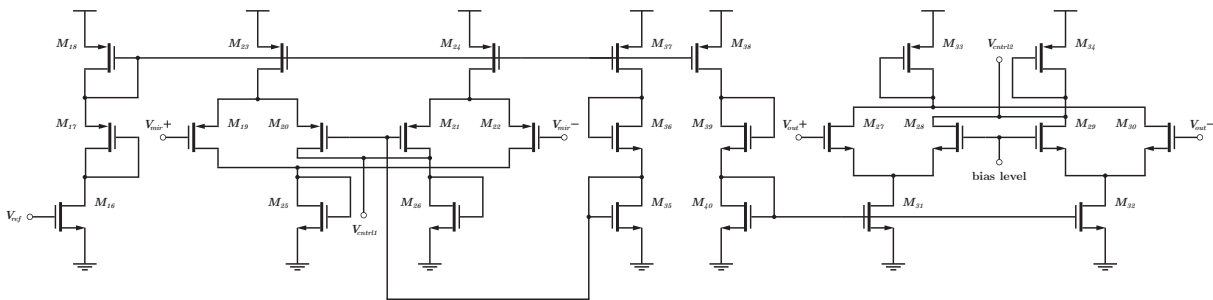 M18
M23
M24
M37
M38
M33
Vcntrl2
M34
M17
Vmir+
M19
M20
M21
M22
Vmir−
M36
M39
Vout+
M27
M28
M29
M30
Vout−
bias level
Vref
M16
M25
M26
Vcntrl1
M35
M40
M31
M32